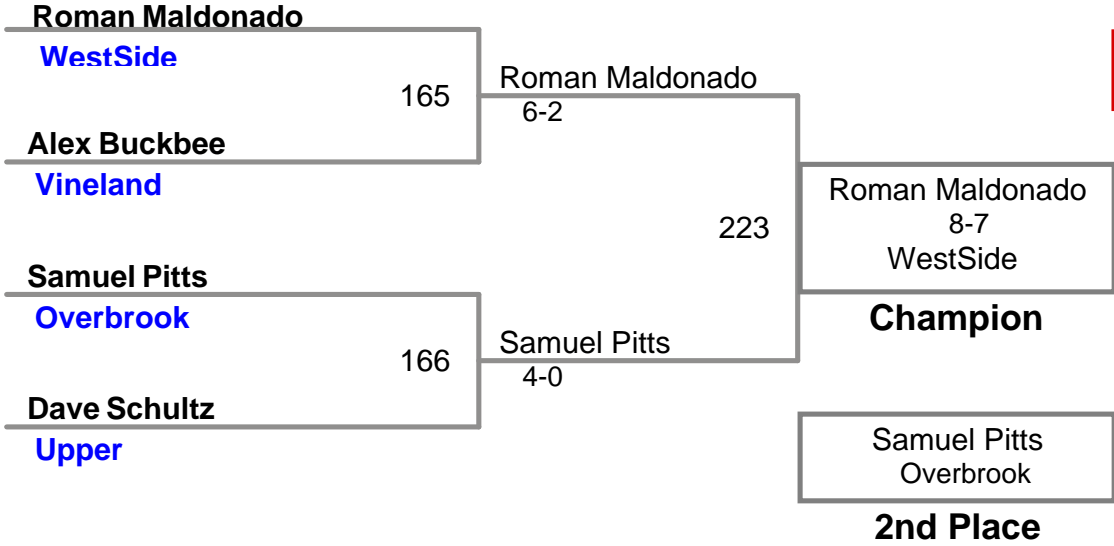 Roman Maldonado
WestSide
165
Roman Maldonado
6-2
Alex Buckbee
Vineland
223
Roman Maldonado
8-7
WestSide
Champion
Samuel Pitts
Overbrook
166
Samuel Pitts
4-0
Dave Schultz
Upper
Samuel Pitts
Overbrook
2nd Place